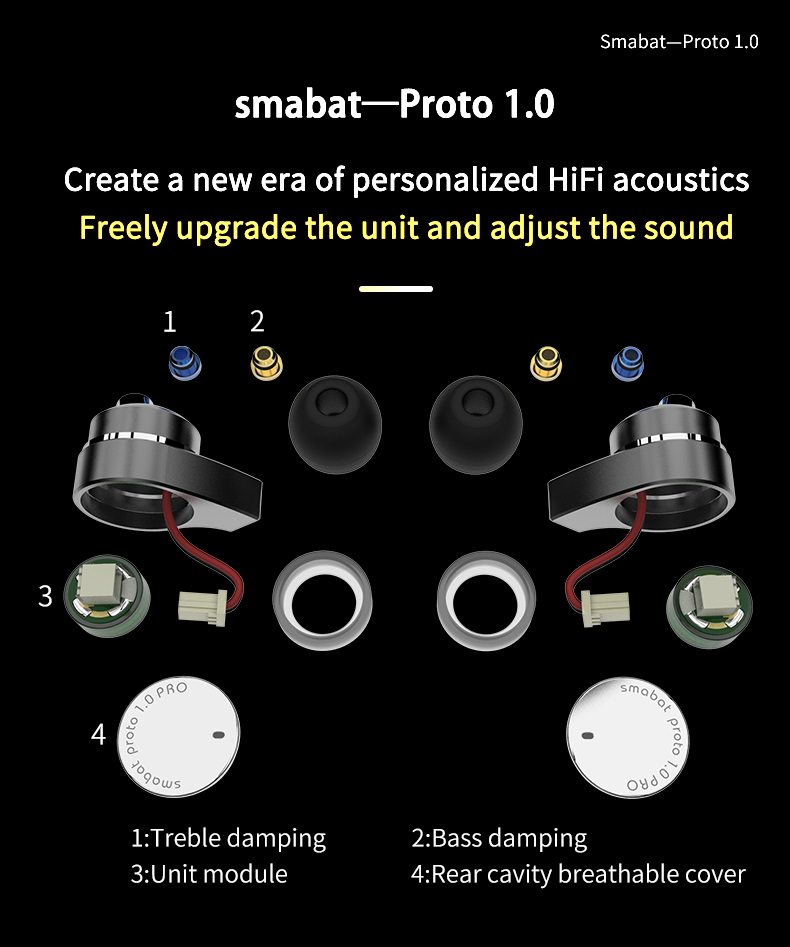 Smabat—Proto 1.0
smabat—Proto 1.0
Create a new era of personalized HiFi acoustics
Freely upgrade the unit and adjust the sound
1 2
3
smabat proto 1.0 PRO
smabat proto 1.0 PRO
4
1:Treble damping 2:Bass damping
3:Unit module 4:Rear cavity breathable cover